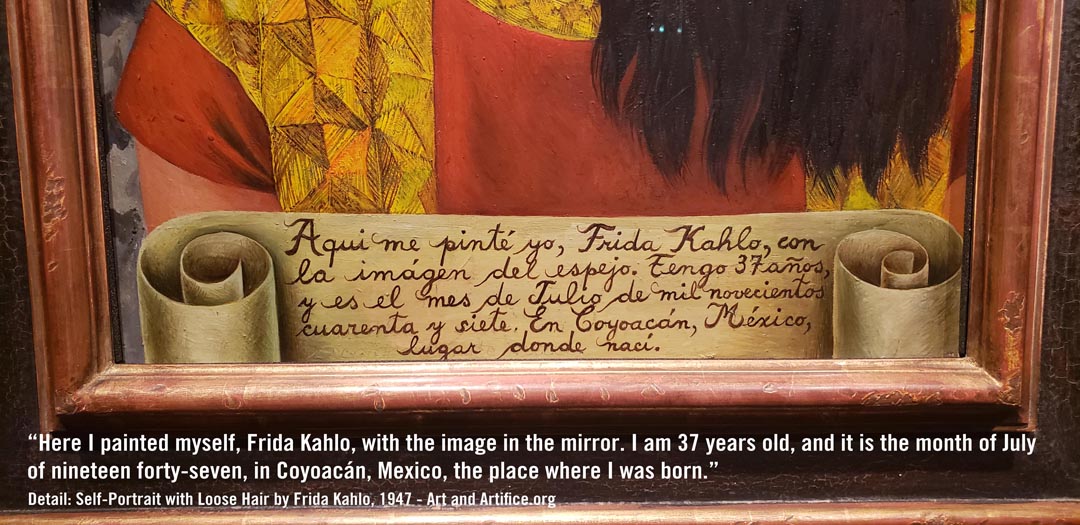 Aqui me pinté yo, Frida Kahlo, con
la imágen del espejo. Tengo 37 años,
y es el mes de Julio de mil novecientos
cuarenta y siete. En Coyoacán, México,
lugar donde nací.
“Here I painted myself, Frida Kahlo, with the image in the mirror. I am 37 years old, and it is the month of July
of nineteen forty-seven, in Coyoacán, Mexico, the place where I was born.”
Detail: Self-Portrait with Loose Hair by Frida Kahlo, 1947 - Art and Artifice.org